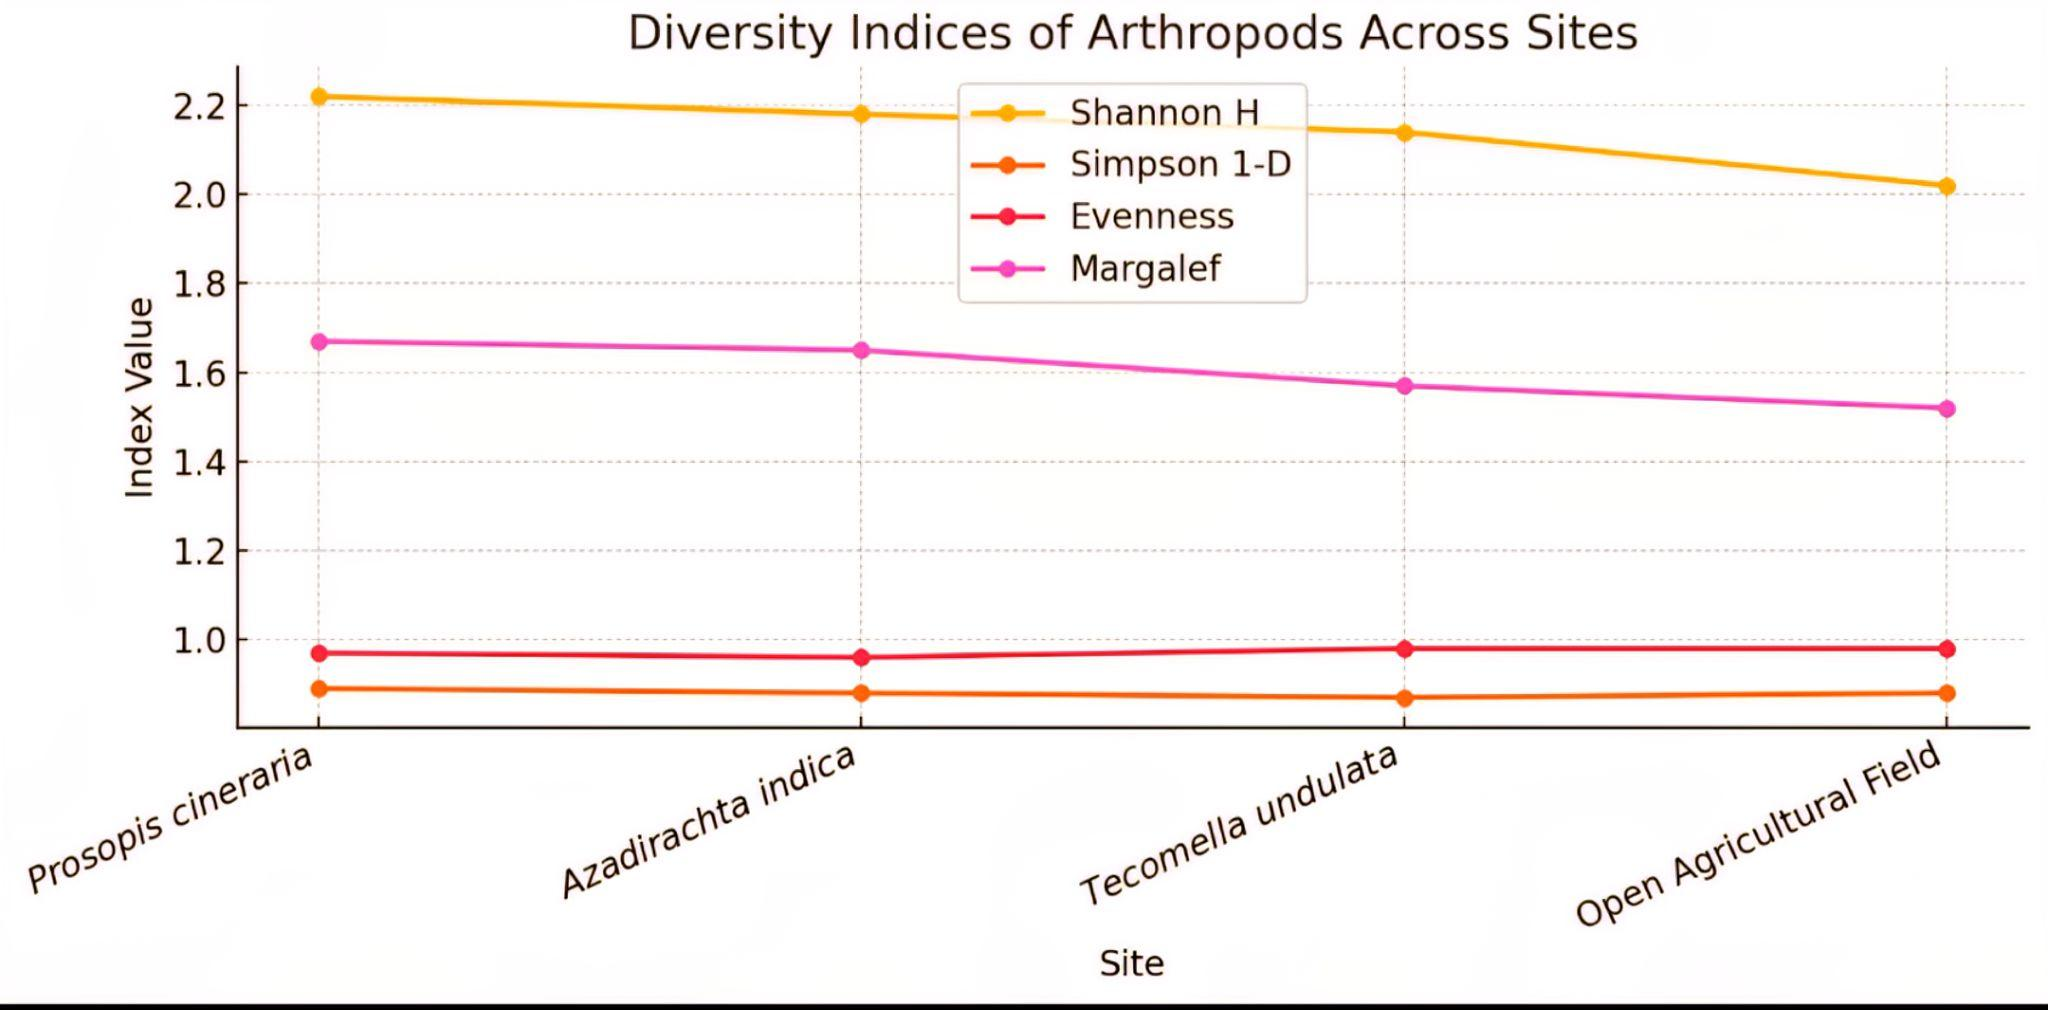 Diversity Indices of Arthropods Across Sites
Shannon H
Simpson 1-D
Evenness
Margalef
Index Value
2.2
2.0
1.8
1.6
1.4
1.2
1.0
Prosopis cineraria
Azadirachta indica
Tecomella undulata
Open Agricultural Field
Site